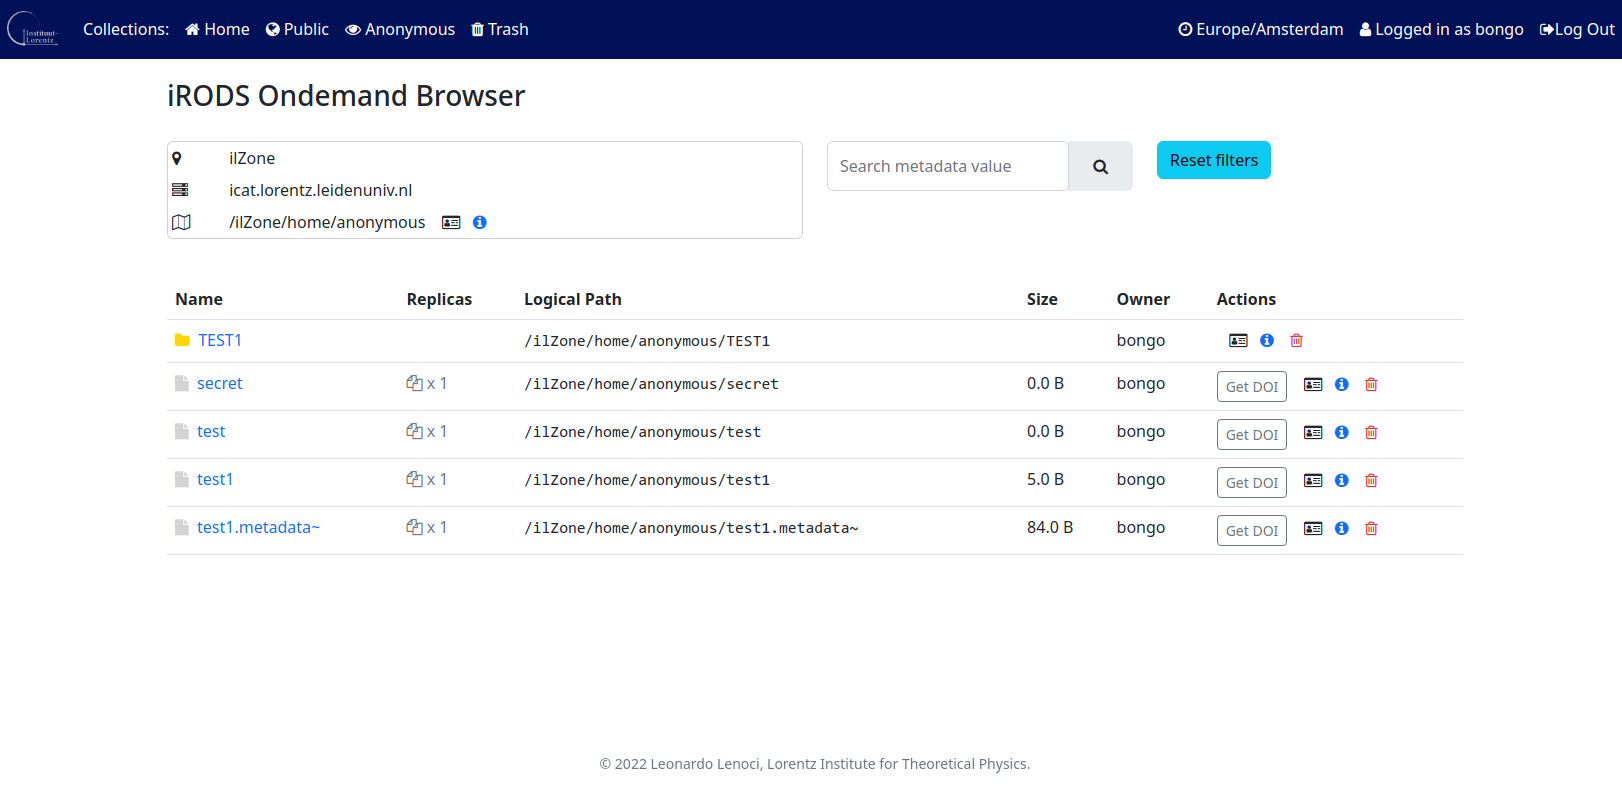 Instituut-
Lorentz
Collections: Home Public Anonymous Trash Europe/Amsterdam Logged in as bongo Log Out
iRODS Ondemand Browser
ilZone
icat.lorentz.leidenuniv.nl
/ilZone/home/anonymous
Search metadata value
Reset filters
Name Replicas Logical Path Size Owner Actions
TEST1 /ilZone/home/anonymous/TEST1 bongo
secret x 1 /ilZone/home/anonymous/secret 0.0 B bongo Get DOI
test x 1 /ilZone/home/anonymous/test 0.0 B bongo Get DOI
test1 x 1 /ilZone/home/anonymous/test1 5.0 B bongo Get DOI
test1.metadata~ x 1 /ilZone/home/anonymous/test1.metadata~ 84.0 B bongo Get DOI
© 2022 Leonardo Lenoci, Lorentz Institute for Theoretical Physics.